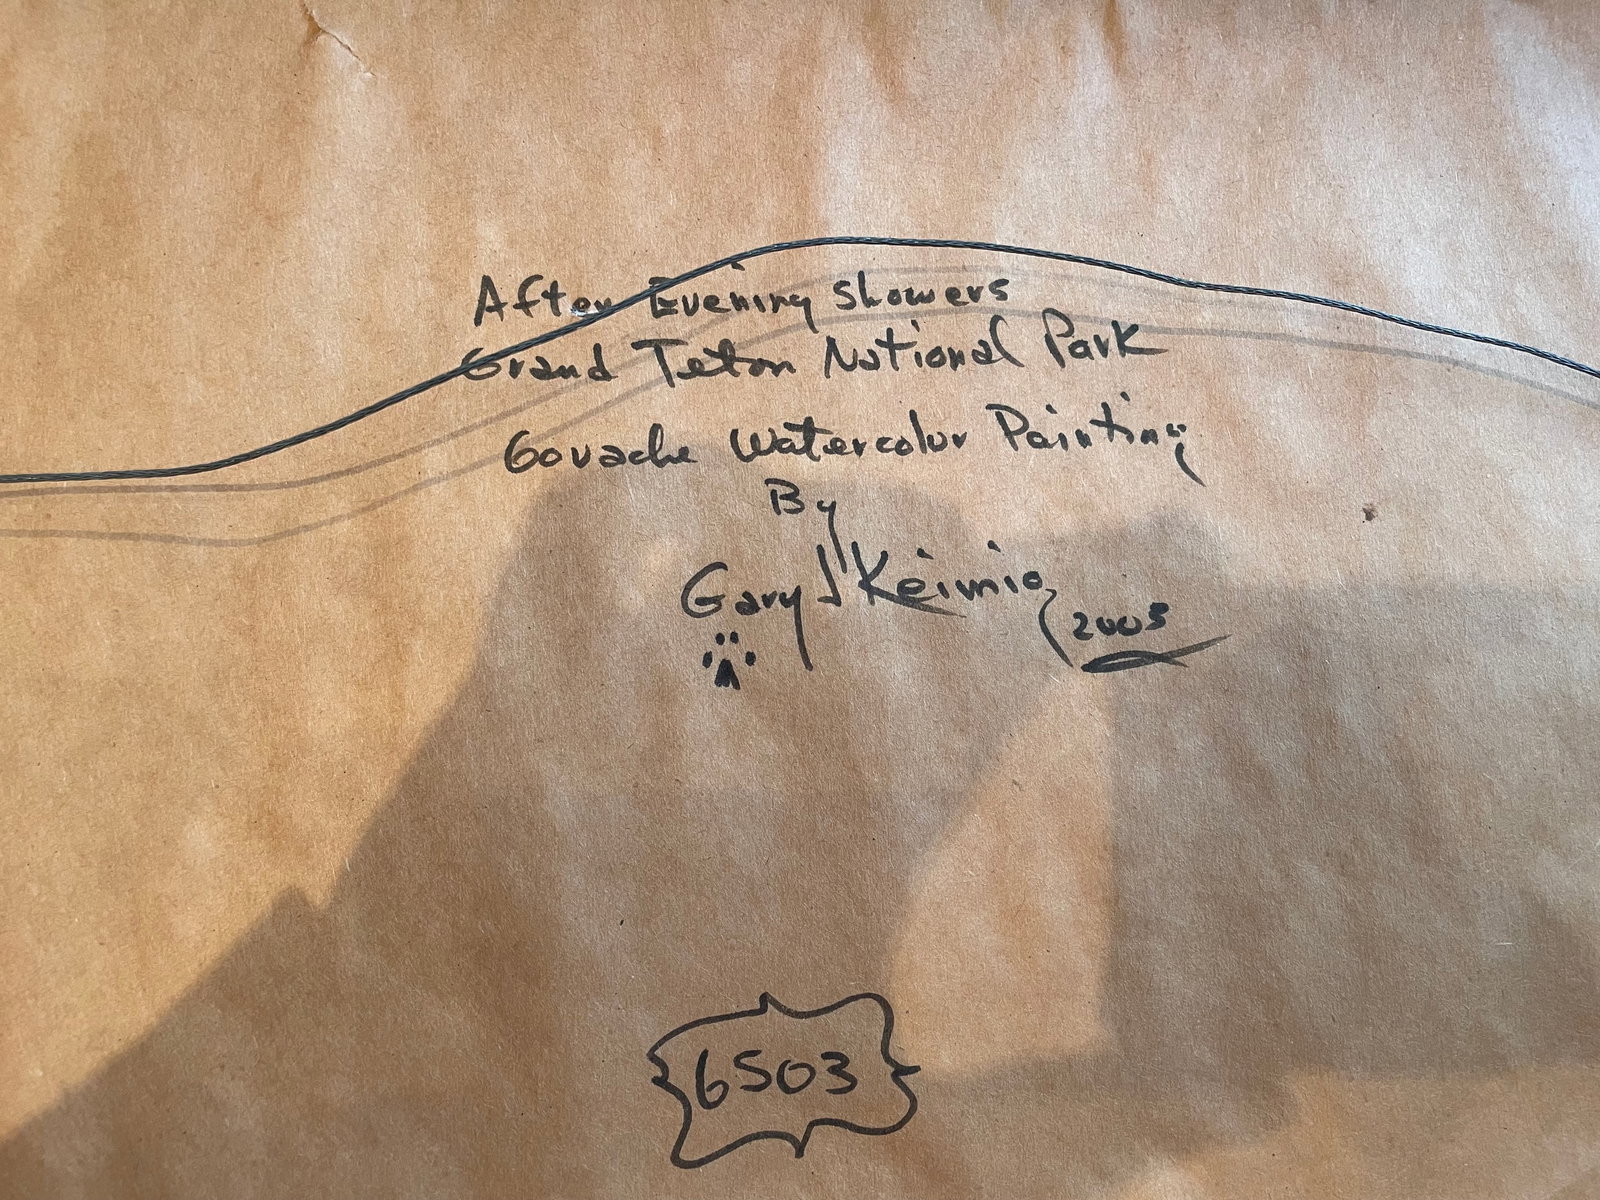 After Evening Showers
Grand Teton National Park
Gouache Watercolor Painting
By
Gary J Keimig
2005
6503